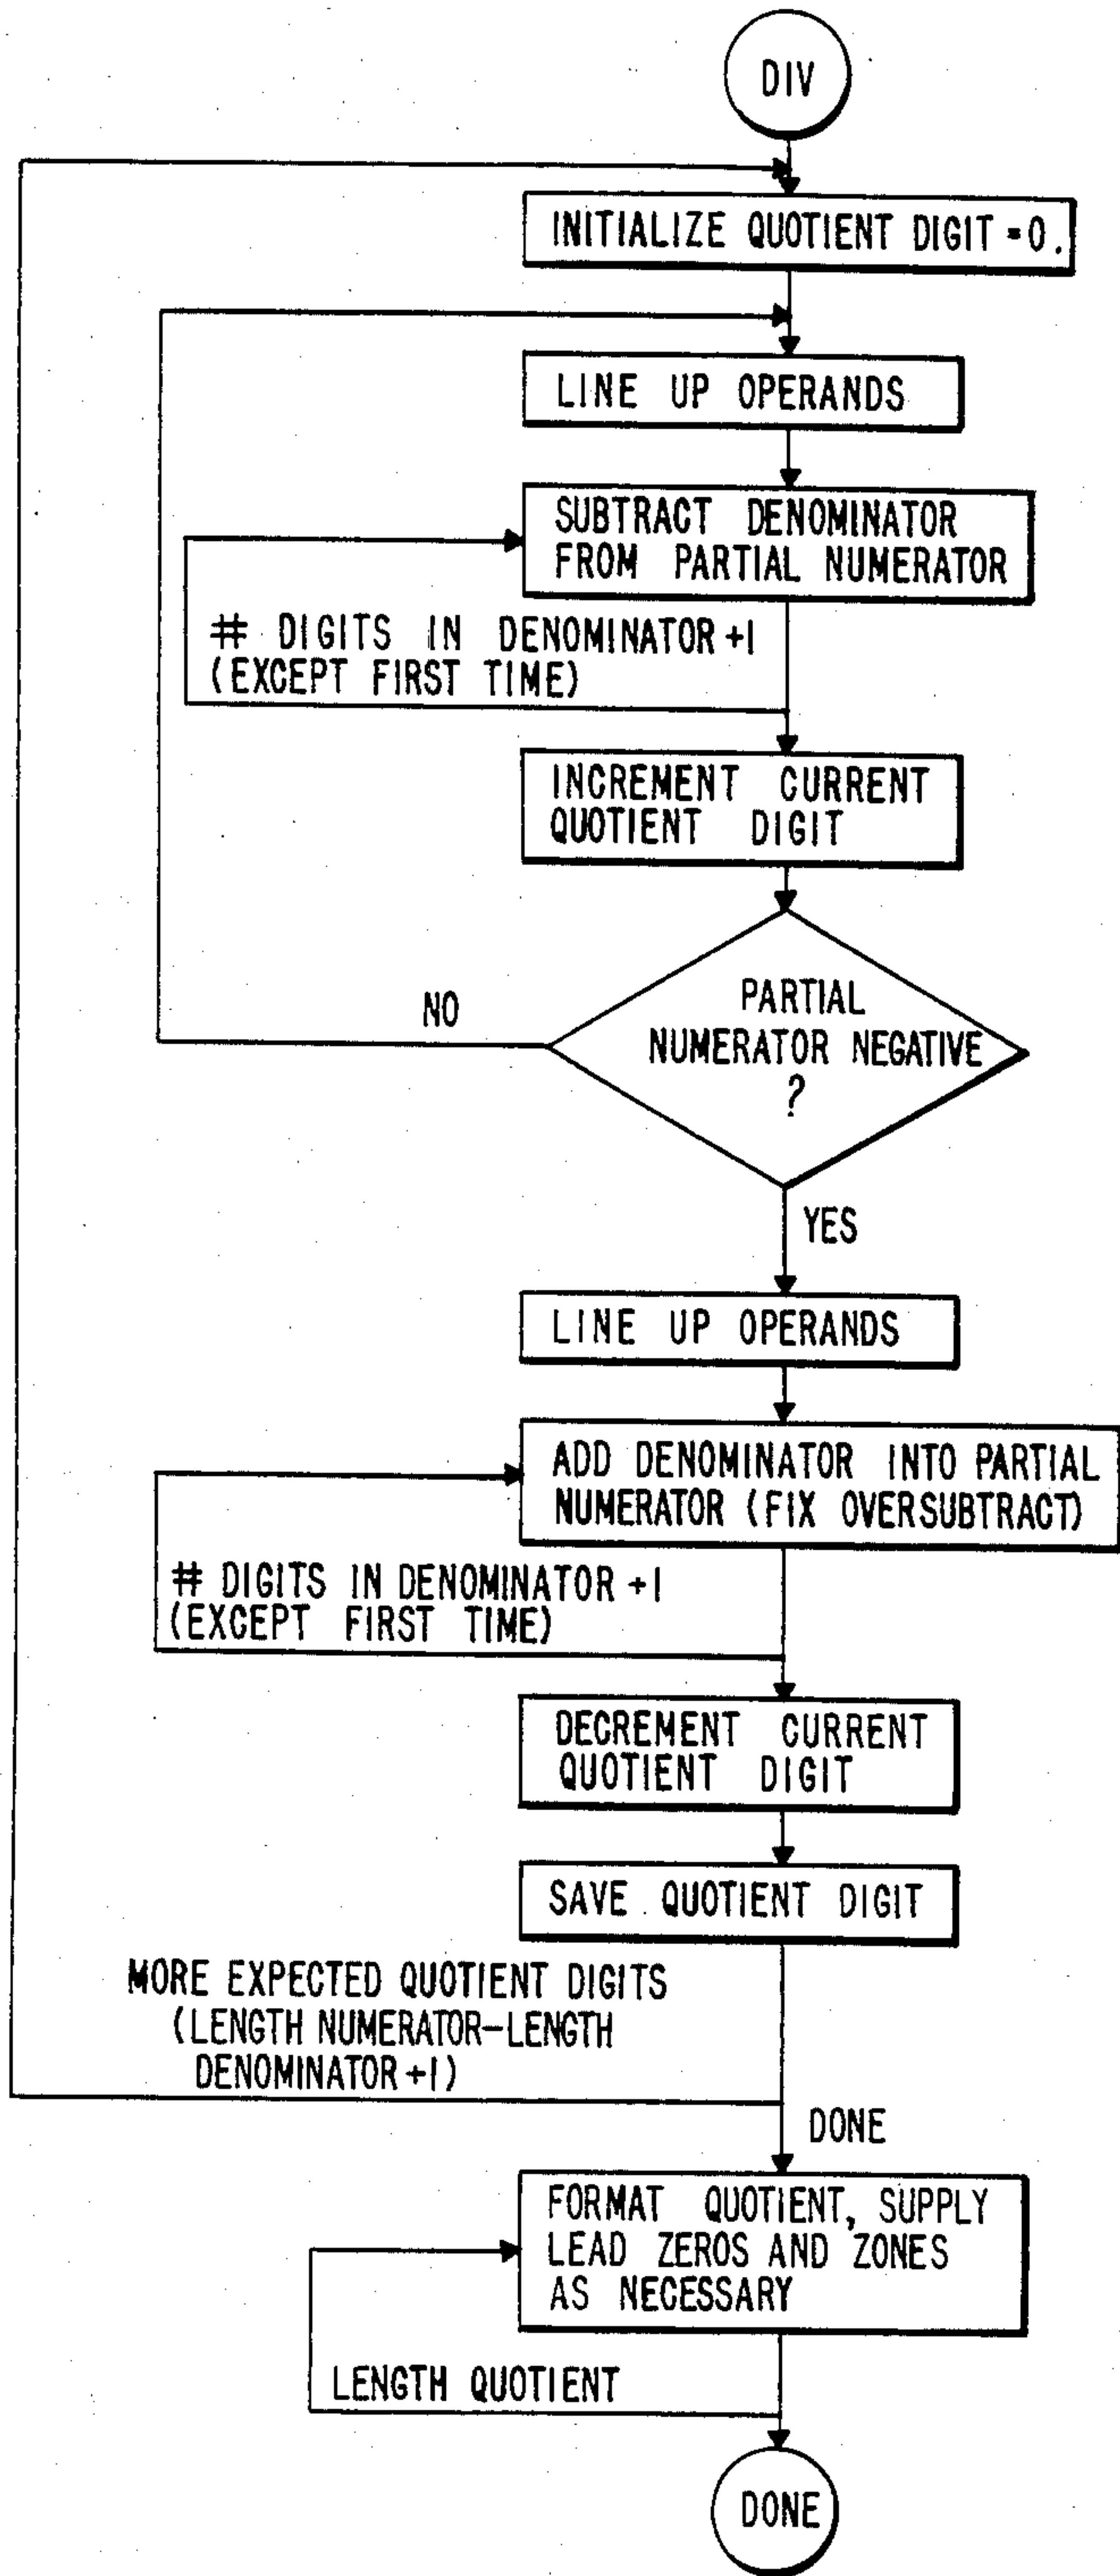 DIV
INITIALIZE QUOTIENT DIGIT = 0.
LINE UP OPERANDS
SUBTRACT DENOMINATOR
FROM PARTIAL NUMERATOR
# DIGITS IN DENOMINATOR +1
(EXCEPT FIRST TIME)
INCREMENT CURRENT
QUOTIENT DIGIT
PARTIAL
NUMERATOR NEGATIVE
?
NO
YES
LINE UP OPERANDS
ADD DENOMINATOR INTO PARTIAL
NUMERATOR (FIX OVERSUBTRACT)
# DIGITS IN DENOMINATOR +1
(EXCEPT FIRST TIME)
DECREMENT CURRENT
QUOTIENT DIGIT
SAVE QUOTIENT DIGIT
MORE EXPECTED QUOTIENT DIGITS
(LENGTH NUMERATOR-LENGTH
DENOMINATOR +1)
DONE
FORMAT QUOTIENT, SUPPLY
LEAD ZEROS AND ZONES
AS NECESSARY
LENGTH QUOTIENT
DONE